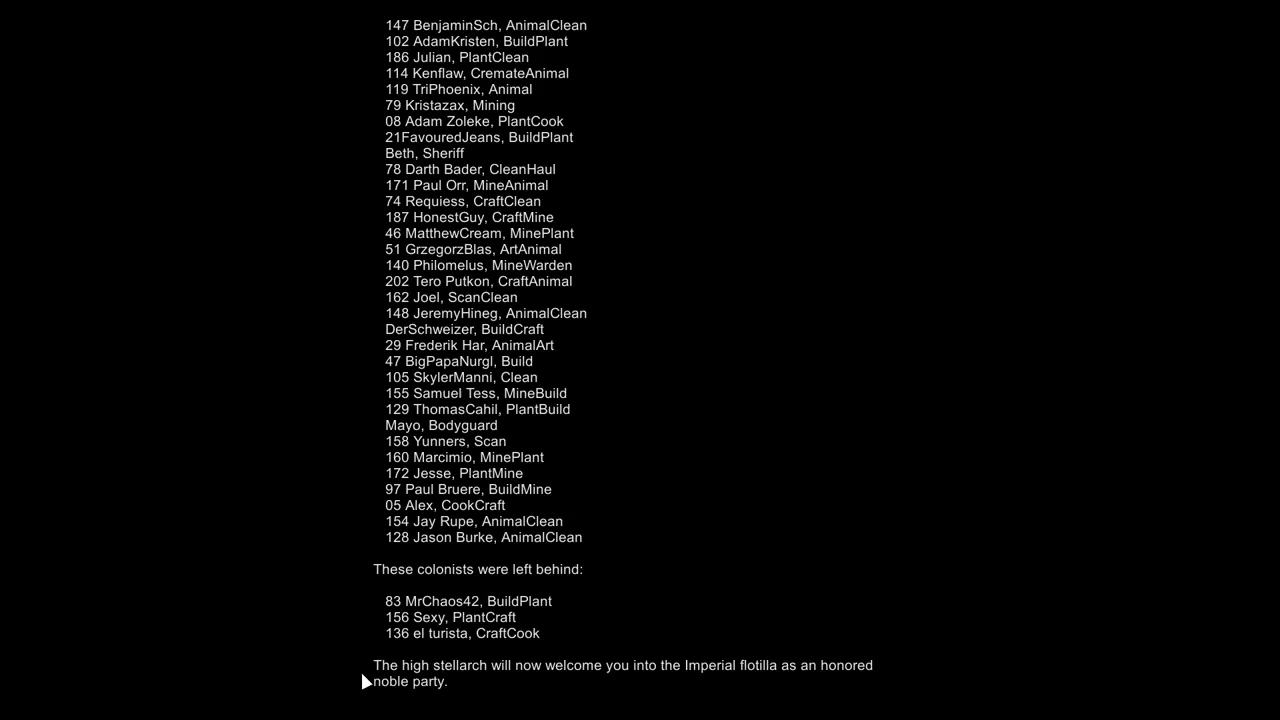 147 BenjaminSch, AnimalClean
102 AdamKristen, BuildPlant
186 Julian, PlantClean
114 Kenflaw, CremateAnimal
119 TriPhoenix, Animal
79 Kristazax, Mining
08 Adam Zoleke, PlantCook
21FavouredJeans, BuildPlant
Beth, Sheriff
78 Darth Bader, CleanHaul
171 Paul Orr, MineAnimal
74 Requiess, CraftClean
187 HonestGuy, CraftMine
46 MatthewCream, MinePlant
51 GrzegorzBlas, ArtAnimal
140 Philomelus, MineWarden
202 Tero Putkon, CraftAnimal
162 Joel, ScanClean
148 JeremyHineg, AnimalClean
DerSchweizer, BuildCraft
29 Frederik Har, AnimalArt
47 BigPapaNurgl, Build
105 SkylerManni, Clean
155 Samuel Tess, MineBuild
129 ThomasCahil, PlantBuild
Mayo, Bodyguard
158 Yunners, Scan
160 Marcimio, MinePlant
172 Jesse, PlantMine
97 Paul Bruere, BuildMine
05 Alex, CookCraft
154 Jay Rupe, AnimalClean
128 Jason Burke, AnimalClean
These colonists were left behind:
83 MrChaos42, BuildPlant
156 Sexy, PlantCraft
136 el turista, CraftCook
The high stellarch will now welcome you into the Imperial flotilla as an honored
noble party.